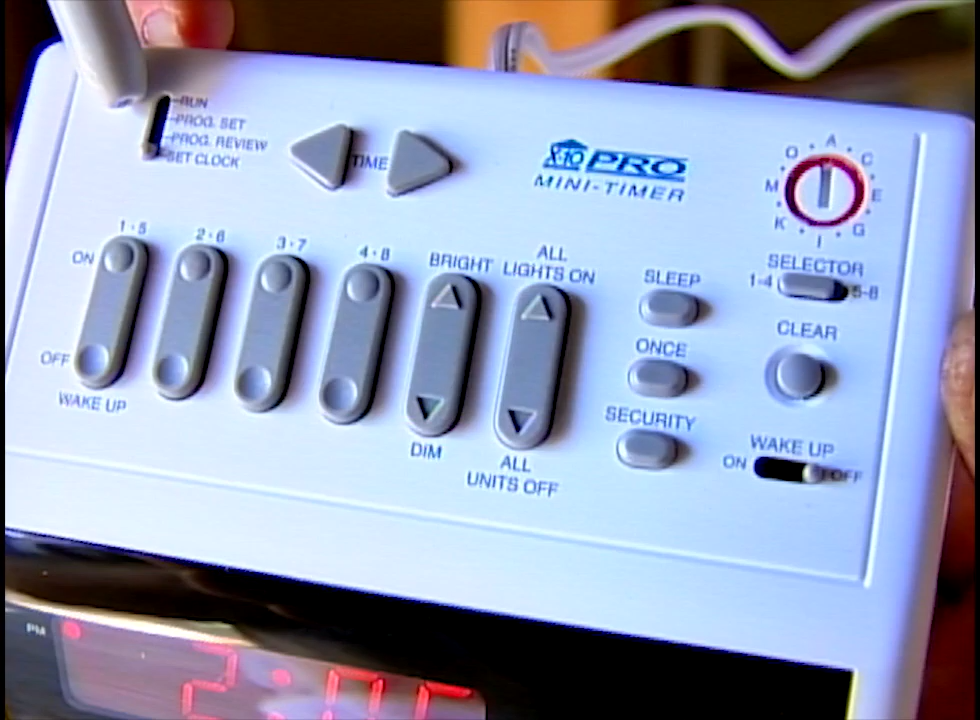 RUN
PROG. SET
PROG. REVIEW
SET CLOCK
TIME
X-10 PRO
MINI-TIMER
A
C
E
G
I
K
M
O
1•5
2•6
3•7
4•8
ON
OFF
WAKE UP
BRIGHT
DIM
ALL
LIGHTS ON
ALL
UNITS OFF
SLEEP
ONCE
SECURITY
SELECTOR
1-4 5-8
CLEAR
WAKE UP
ON OFF
PM